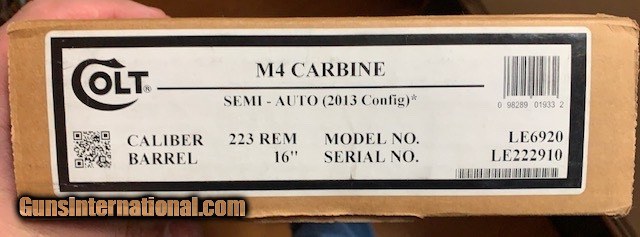 COLT®
M4 CARBINE
SEMI - AUTO (2013 Config)*
0 98289 01933 2
CALIBER 223 REM MODEL NO. LE6920
BARREL 16" SERIAL NO. LE222910
GunsInternational.com